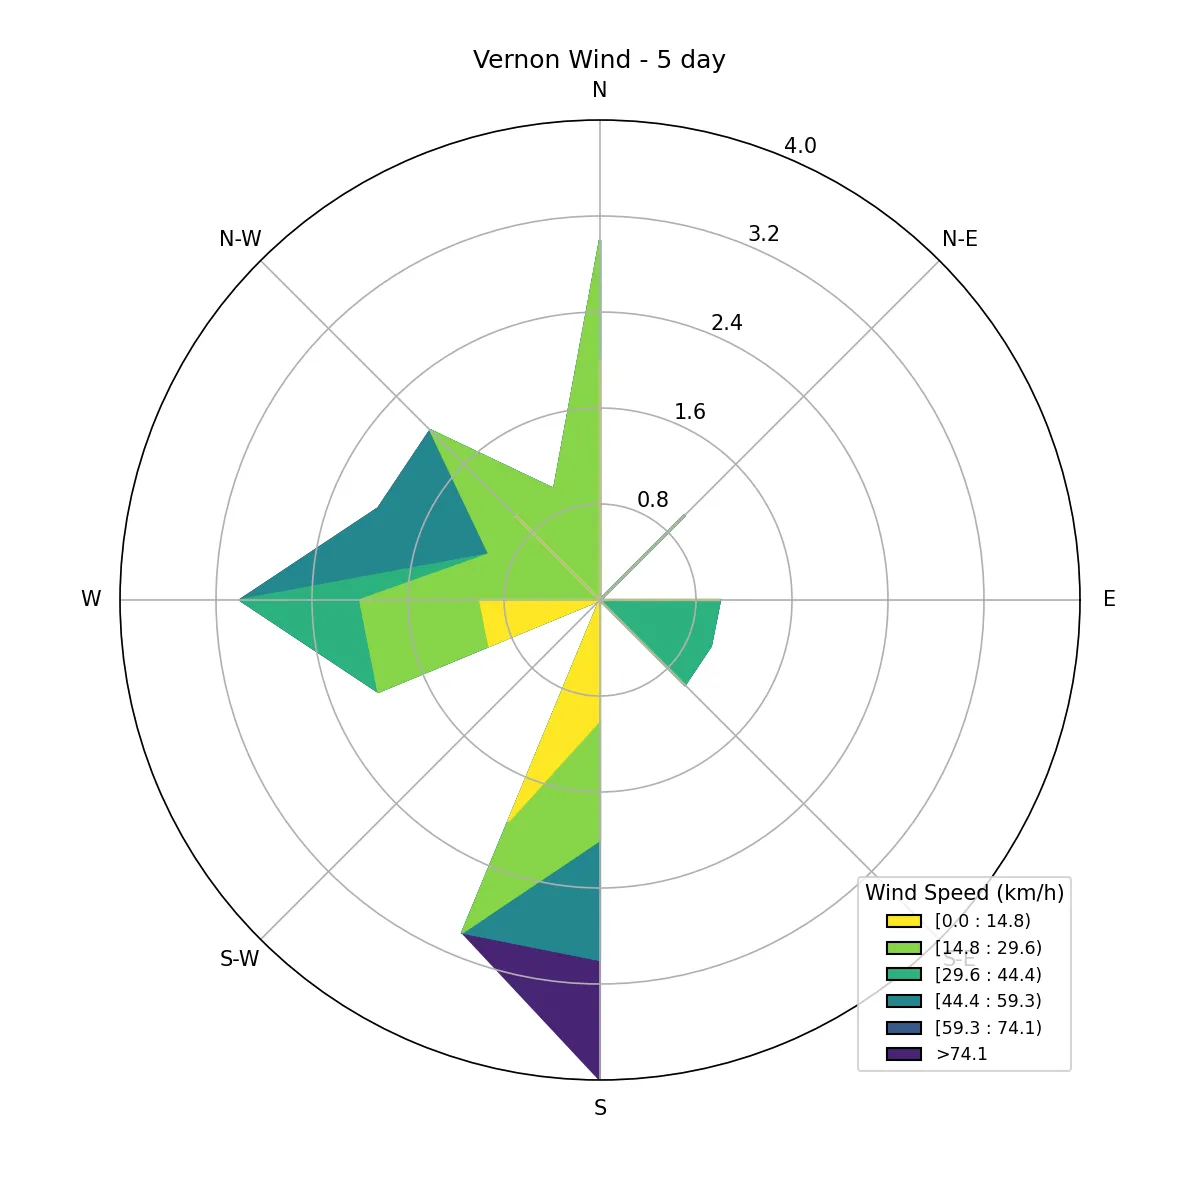 Vernon Wind - 5 day
N
4.0
N-W
3.2
N-E
2.4
1.6
0.8
W
E
S-W
S-E
Wind Speed (km/h)
[0.0 : 14.8)
[14.8 : 29.6)
[29.6 : 44.4)
[44.4 : 59.3)
[59.3 : 74.1)
>74.1
S